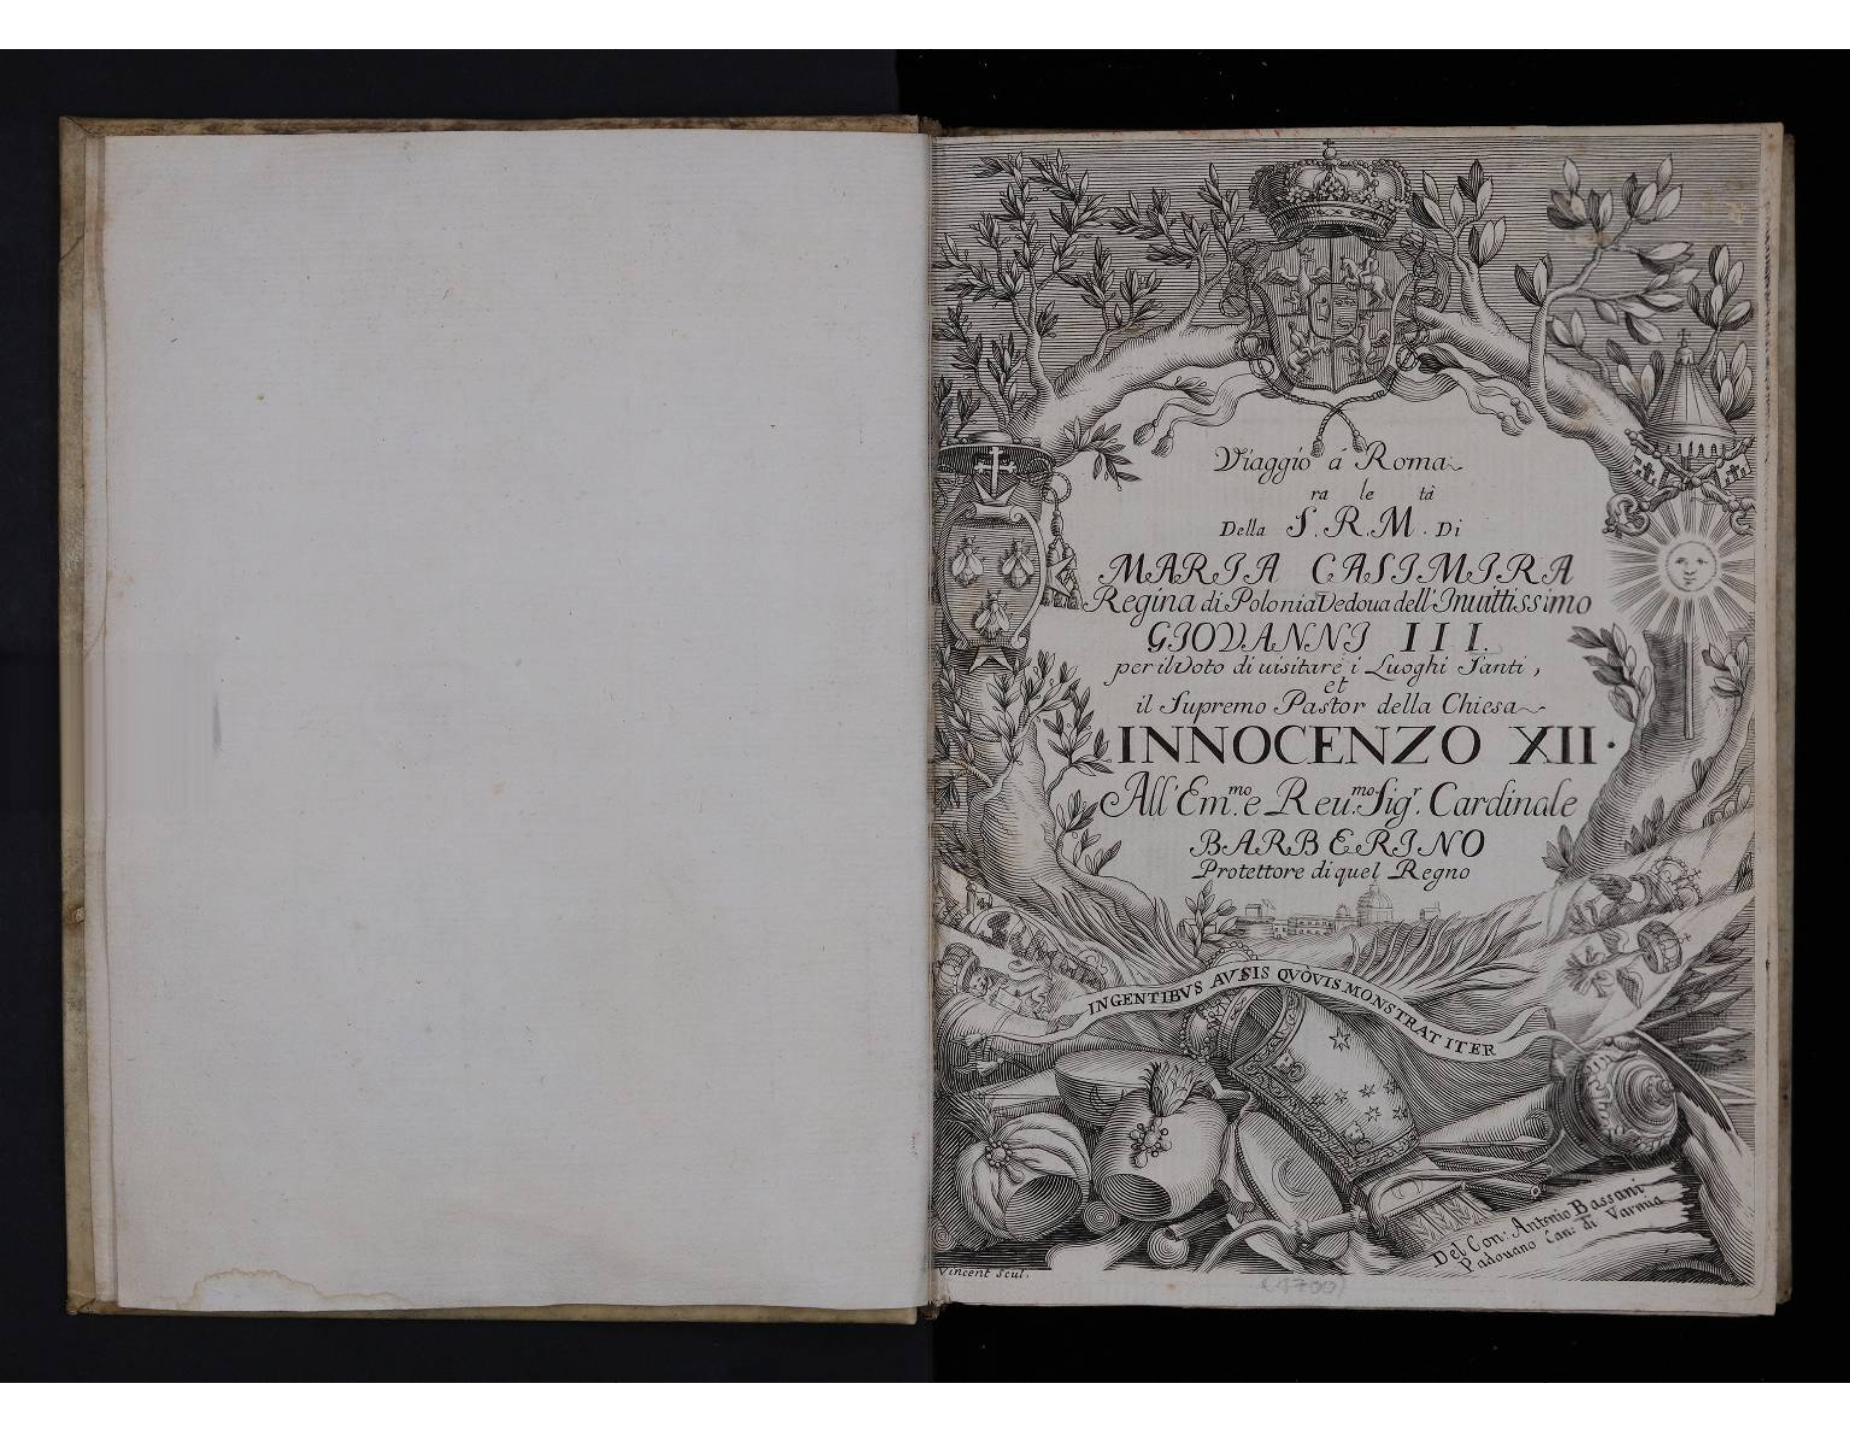 Viaggio á Roma
ra le tà
Della S. R. M. Di
MARIA CASIMIRA
Regina di Polonia Vedoua dell'Inuittissimo
GIOVANNI III.
per il Voto di uisitare i Luoghi Santi,
et
il Supremo Pastor della Chiesa
INNOCENZO XII.
All'Em.mo e Reu.mo Sig.r Cardinale
BARBERINO
Protettore di quel Regno
INGENTIBVS AVSIS QVÒVIS MONSTRAT ITER
Del Con: Antonio Bassani
Padouano Can: di Varmia
Vincent Scul.
(1700)